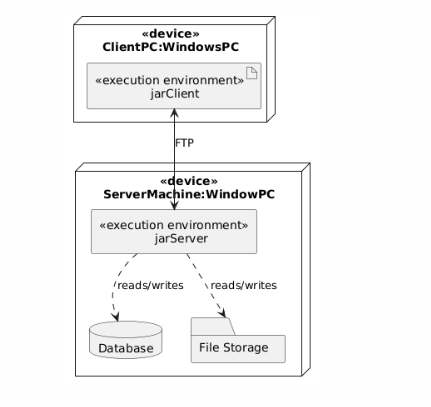 «device»
ClientPC:WindowsPC
«execution environment»
jarClient
FTP
«device»
ServerMachine:WindowPC
«execution environment»
jarServer
reads/writes reads/writes
Database File Storage